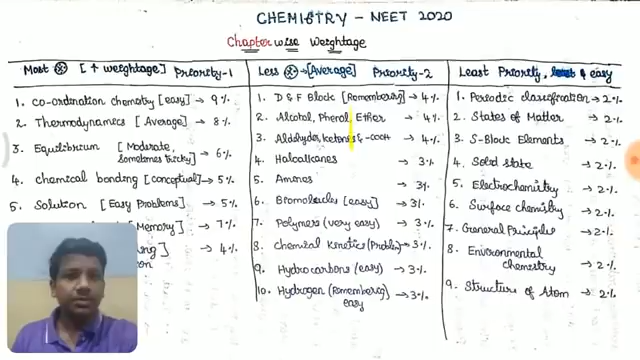 CHEMISTRY - NEET 2020
Chapter wise Weightage
Most ⊛ [↑ weightage] Priority-1
1. Co-ordination chemistry [easy] → 9%
2. Thermodynamics [Average] → 8%
3. Equilibrium [Moderate, → 6%
sometimes tricky]
4. chemical bonding [conceptual] → 5%
5. Solution [Easy Problems] → 5%
[Memory] → 7%
→ 4%
Less ⊛ → [Average] Priority-2
1. D & F Block [Remembering] → 4%
2. Alcohol, Phenol, Ether 4%
3. Aldehydes, ketones & -COOH → 4%
4. Haloalkanes → 3%
5. Amines 3%
6. Biomolecules [easy] → 3%
7. Polymers (very easy) → 3%
8. Chemical Kinetics → 3%
9. Hydrocarbons (easy) → 3%
10. Hydrogen (Remembering) → 3%
easy
Least Priority, & easy
1. Periodic classification → 2%
2. States of Matter → 2%
3. S-Block Elements → 2%
4. Solid state → 2%
5. Electrochemistry → 2%
6. Surface chemistry → 2%
7. General Principles → 2%
8. Environmental
chemistry → 2%
9. Structure of Atom → 2%